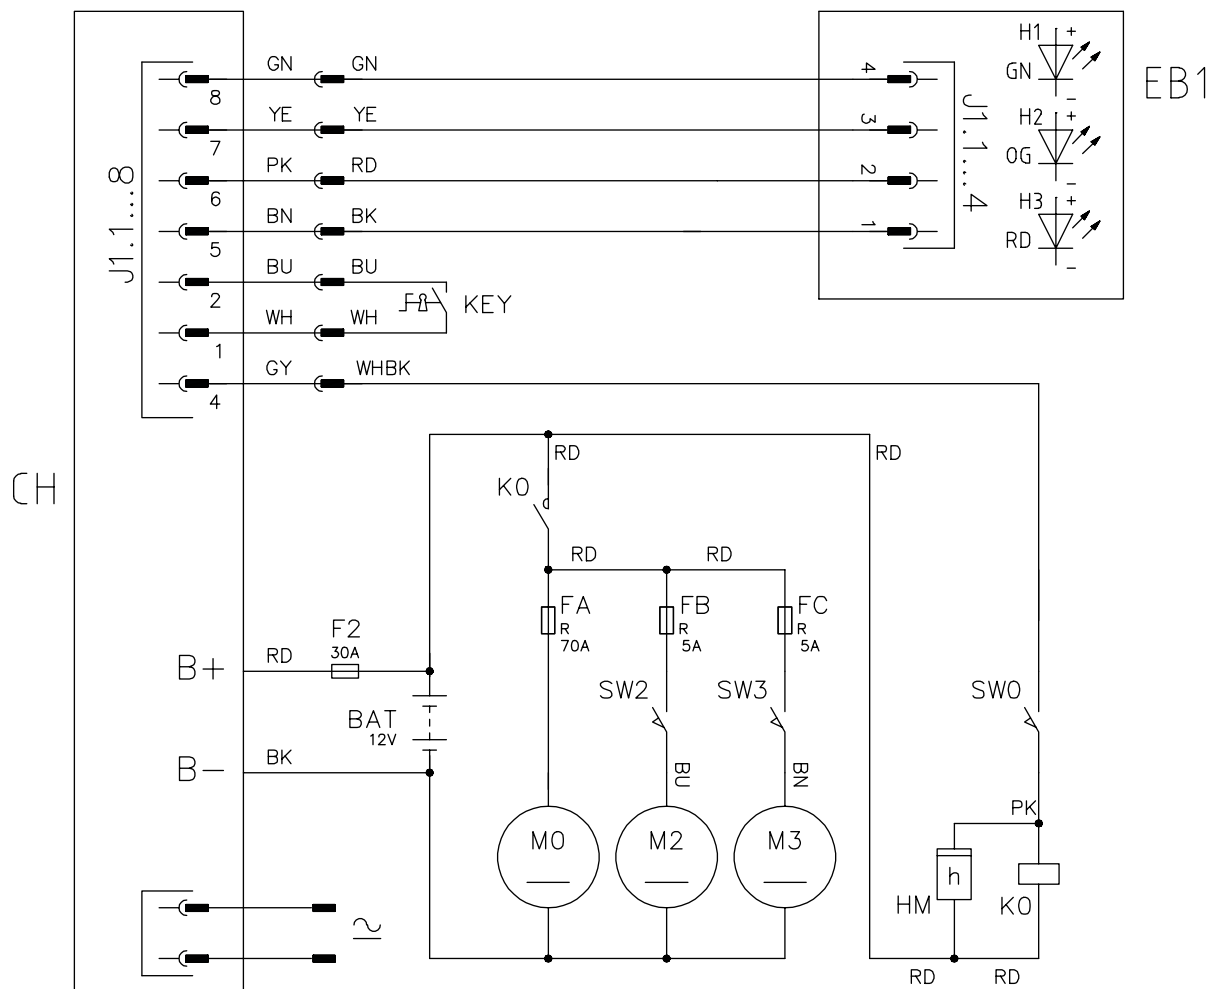 H1 +
GN GN 4 GN EB1
8 −
YE YE 3 H2 +
7 J1.1...4 OG
PK RD 2 −
J1.1...8 6 H3 +
BN BK 1 RD
5 −
BU BU
2 KEY
WH WH
1
GY WHBK
4
RD RD
CH K0
RD RD
FA FB FC
F2 R R R
30A 70A 5A 5A
B+ RD
SW2 SW3 SW0
BAT
12V
B− BK BU BN
PK
M0 M2 M3
h
HM K0
RD RD